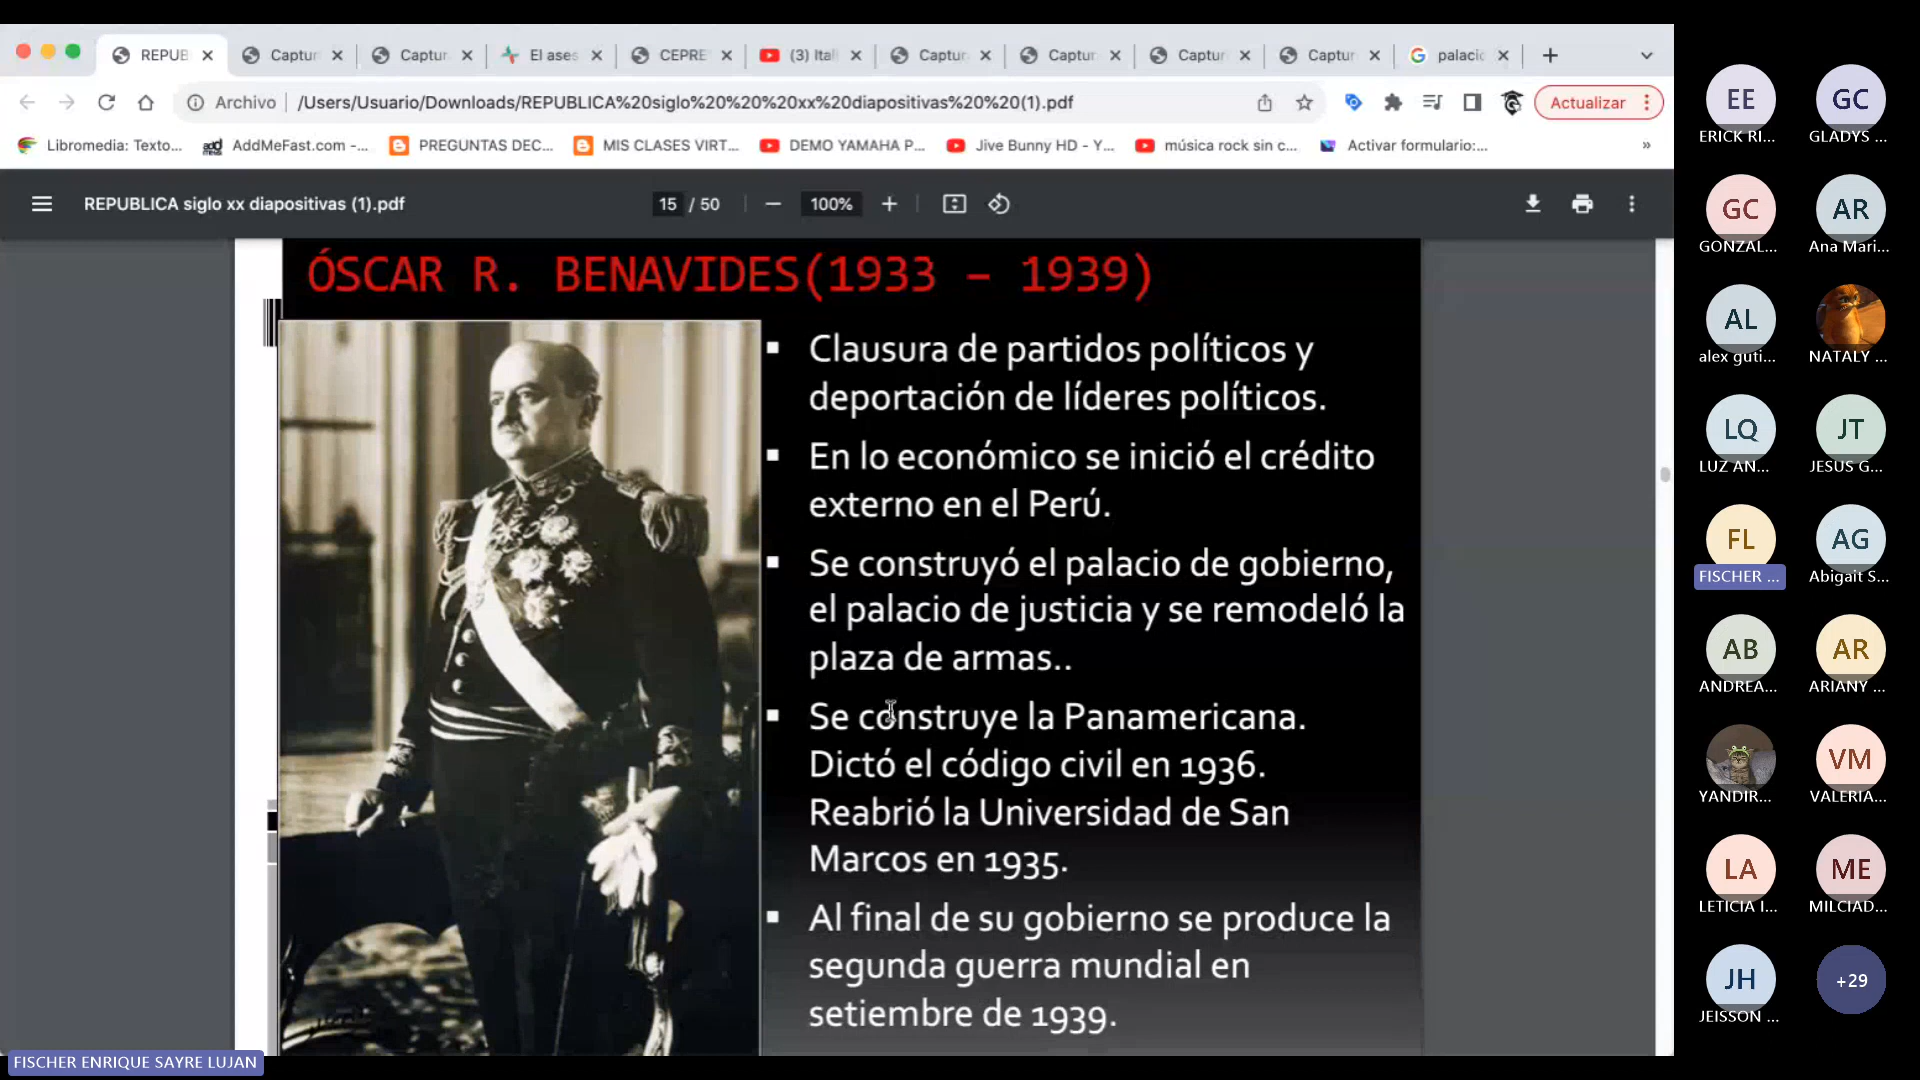 REPUB
Captur
Captur
El ases
CEPRE
(3) Itali
Captur
Captur
Captur
Captur
palacio
Archivo
/Users/Usuario/Downloads/REPUBLICA%20siglo%20%20%20xx%20diapositivas%20%20(1).pdf
Actualizar
Libromedia: Texto...
AddMeFast.com -...
PREGUNTAS DEC...
MIS CLASES VIRT...
DEMO YAMAHA P...
Jive Bunny HD - Y...
música rock sin c...
Activar formulario:...
»
REPUBLICA siglo xx diapositivas (1).pdf
15 / 50
100%
ÓSCAR R. BENAVIDES(1933 – 1939)
Clausura de partidos políticos y
deportación de líderes políticos.
En lo económico se inició el crédito
externo en el Perú.
Se construyó el palacio de gobierno,
el palacio de justicia y se remodeló la
plaza de armas..
Se construye la Panamericana.
Dictó el código civil en 1936.
Reabrió la Universidad de San
Marcos en 1935.
Al final de su gobierno se produce la
segunda guerra mundial en
setiembre de 1939.
EE
ERICK RI...
GC
GLADYS ...
GC
GONZAL...
AR
Ana Mari...
AL
alex guti...
NATALY ...
LQ
LUZ AN...
JT
JESUS G...
FL
FISCHER ...
AG
Abigait S...
AB
ANDREA...
AR
ARIANY ...
YANDIR...
VM
VALERIA...
LA
LETICIA I...
ME
MILCIAD...
JH
JEISSON ...
+29
FISCHER ENRIQUE SAYRE LUJAN